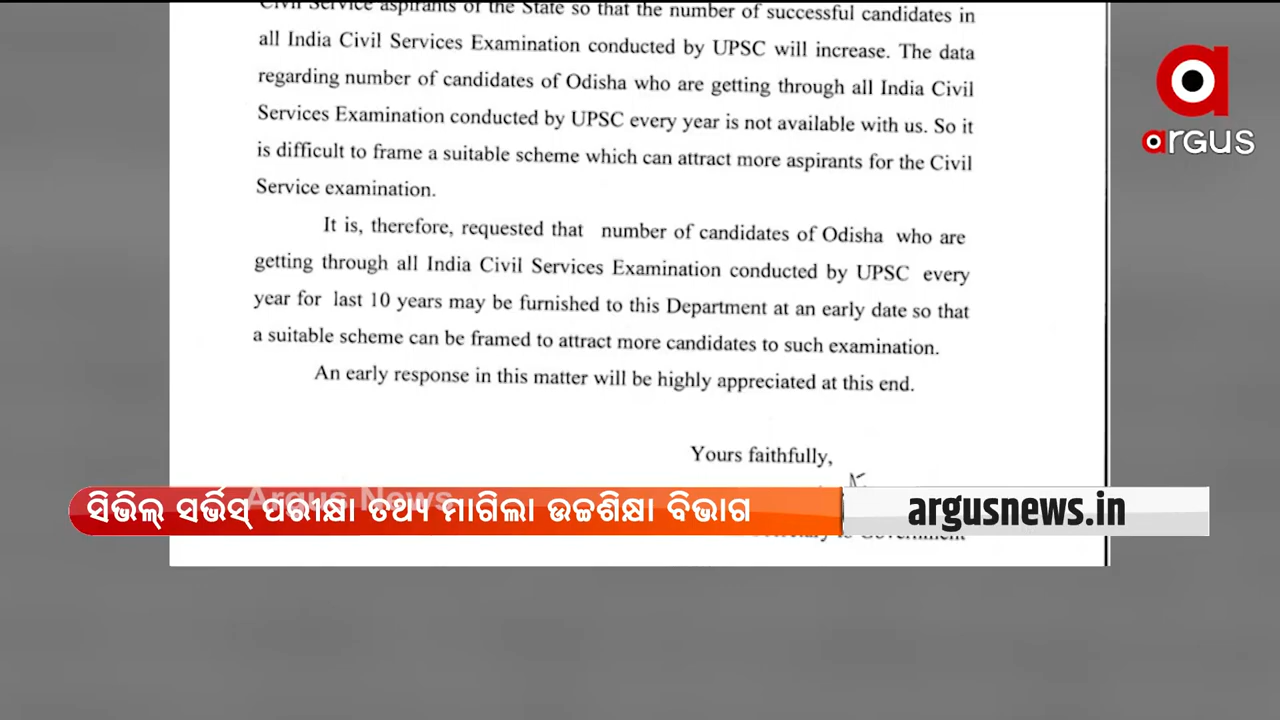 Civil Service aspirants of the State so that the number of successful candidates in
all India Civil Services Examination conducted by UPSC will increase. The data
regarding number of candidates of Odisha who are getting through all India Civil
Services Examination conducted by UPSC every year is not available with us. So it
is difficult to frame a suitable scheme which can attract more aspirants for the Civil
Service examination.
It is, therefore, requested that number of candidates of Odisha who are
getting through all India Civil Services Examination conducted by UPSC every
year for last 10 years may be furnished to this Department at an early date so that
a suitable scheme can be framed to attract more candidates to such examination.
An early response in this matter will be highly appreciated at this end.
Yours faithfully,
to Government
argus
Argus News
ସିଭିଲ୍ ସର୍ଭିସ୍ ପରୀକ୍ଷା ତଥ୍ୟ ମାଗିଲା ଉଚ୍ଚଶିକ୍ଷା ବିଭାଗ
argusnews.in